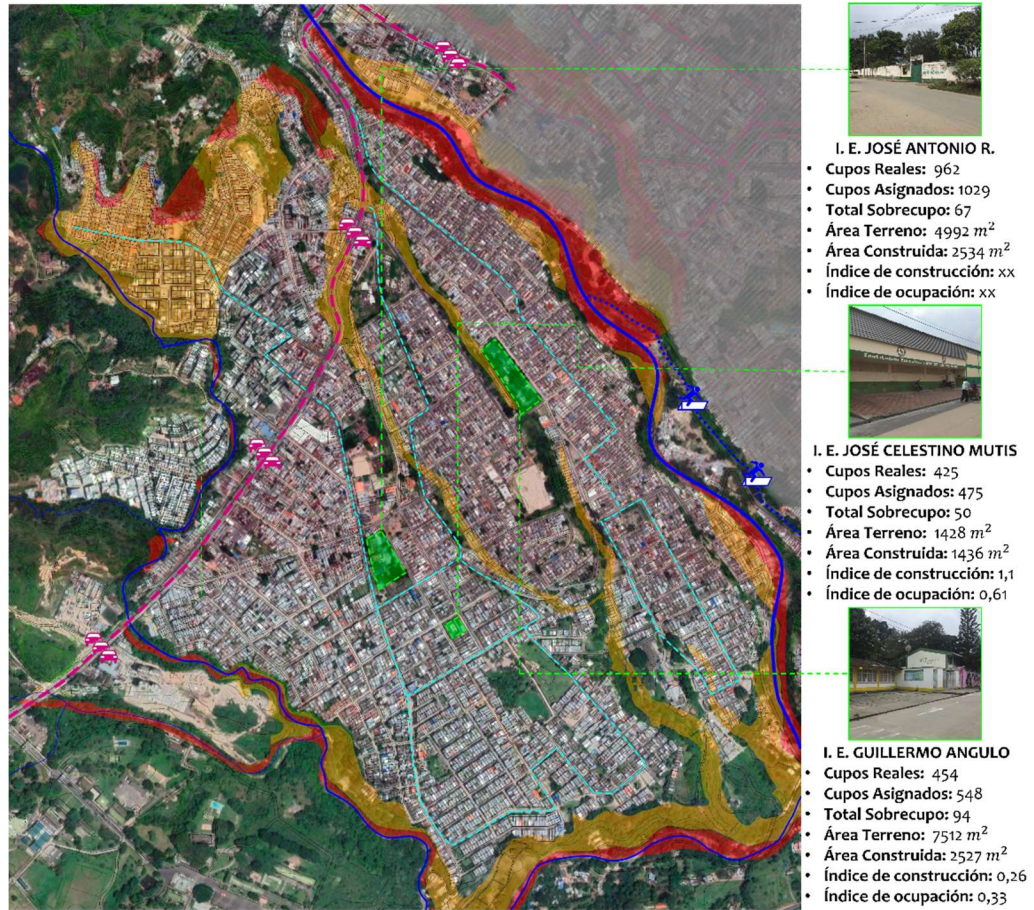 I. E. JOSÉ ANTONIO R.
• Cupos Reales: 962
• Cupos Asignados: 1029
• Total Sobrecupo: 67
• Área Terreno: 4992 m²
• Área Construida: 2534 m²
• Índice de construcción: xx
• Índice de ocupación: xx
I. E. JOSÉ CELESTINO MUTIS
• Cupos Reales: 425
• Cupos Asignados: 475
• Total Sobrecupo: 50
• Área Terreno: 1428 m²
• Área Construida: 1436 m²
• Índice de construcción: 1,1
• Índice de ocupación: 0,61
I. E. GUILLERMO ANGULO
• Cupos Reales: 454
• Cupos Asignados: 548
• Total Sobrecupo: 94
• Área Terreno: 7512 m²
• Área Construida: 2527 m²
• Índice de construcción: 0,26
• Índice de ocupación: 0,33